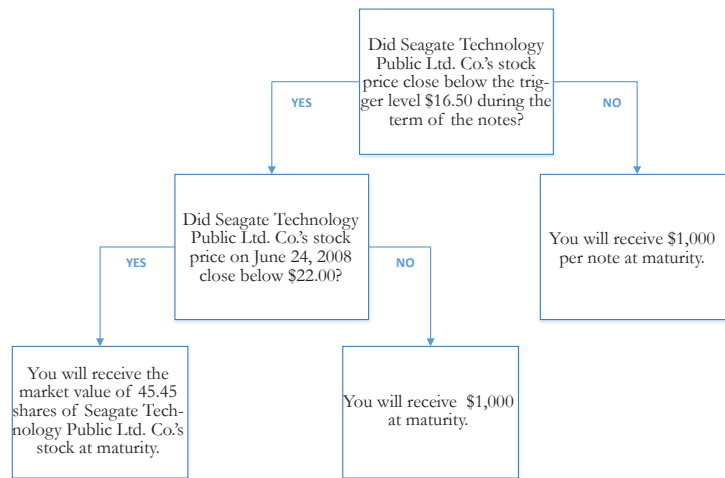 Did Seagate Technology
Public Ltd. Co.'s stock
price close below the trig-
ger level $16.50 during the
term of the notes?
YES
NO
Did Seagate Technology
Public Ltd. Co.'s stock
price on June 24, 2008
close below $22.00?
You will receive $1,000
per note at maturity.
YES
NO
You will receive the
market value of 45.45
shares of Seagate Tech-
nology Public Ltd. Co.'s
stock at maturity.
You will receive $1,000
at maturity.